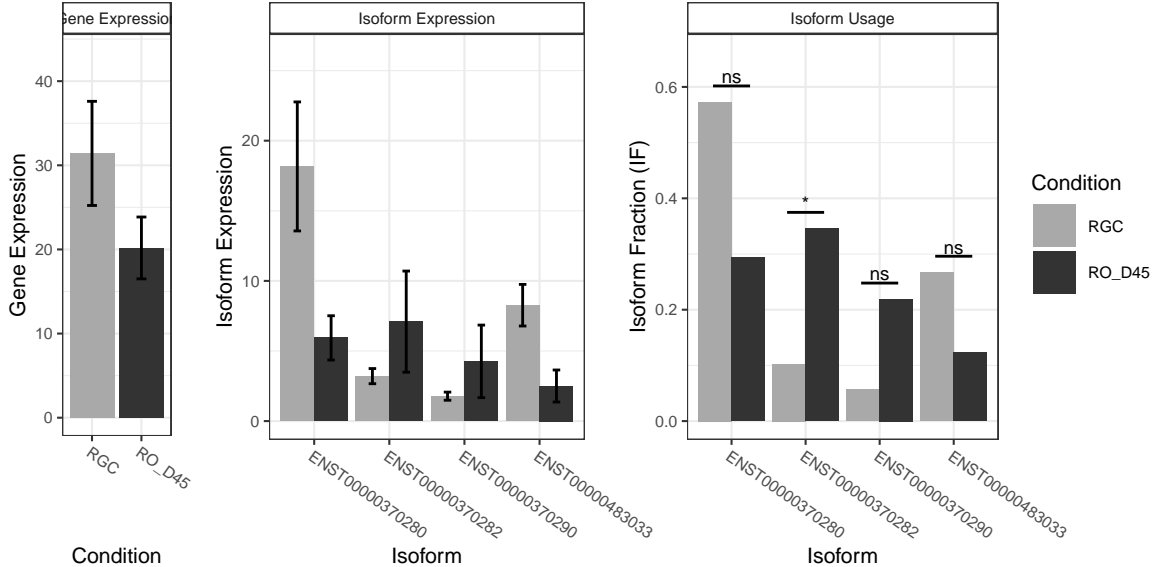 Gene Expression
Gene Expression
40
30
20
10
0
RGC
RO_D45
Condition
Isoform Expression
Isoform Expression
20
10
0
ENST00000370280
ENST00000370282
ENST00000370290
ENST00000483033
Isoform
Isoform Usage
Isoform Fraction (IF)
0.6
0.4
0.2
0.0
ns
*
ns
ns
ENST00000370280
ENST00000370282
ENST00000370290
ENST00000483033
Isoform
Condition
RGC
RO_D45